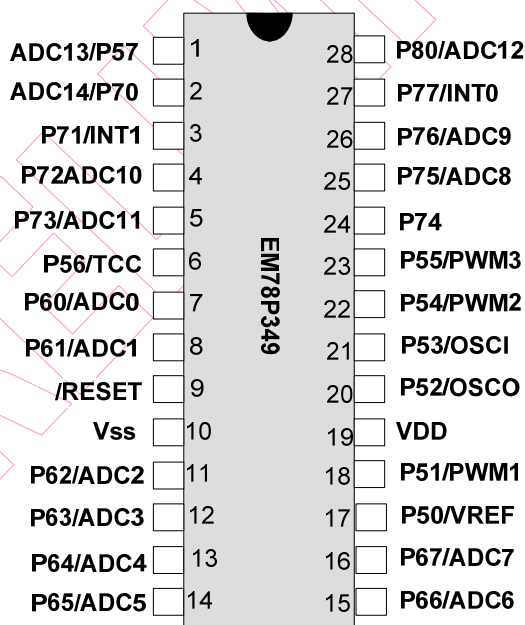 ADC13/P57 1 28 P80/ADC12
ADC14/P70 2 27 P77/INT0
P71/INT1 3 26 P76/ADC9
P72ADC10 4 25 P75/ADC8
P73/ADC11 5 24 P74
P56/TCC 6 23 P55/PWM3
P60/ADC0 7 22 P54/PWM2
P61/ADC1 8 21 P53/OSCI
/RESET 9 20 P52/OSCO
Vss 10 19 VDD
P62/ADC2 11 18 P51/PWM1
P63/ADC3 12 17 P50/VREF
P64/ADC4 13 16 P67/ADC7
P65/ADC5 14 15 P66/ADC6
EM78P349